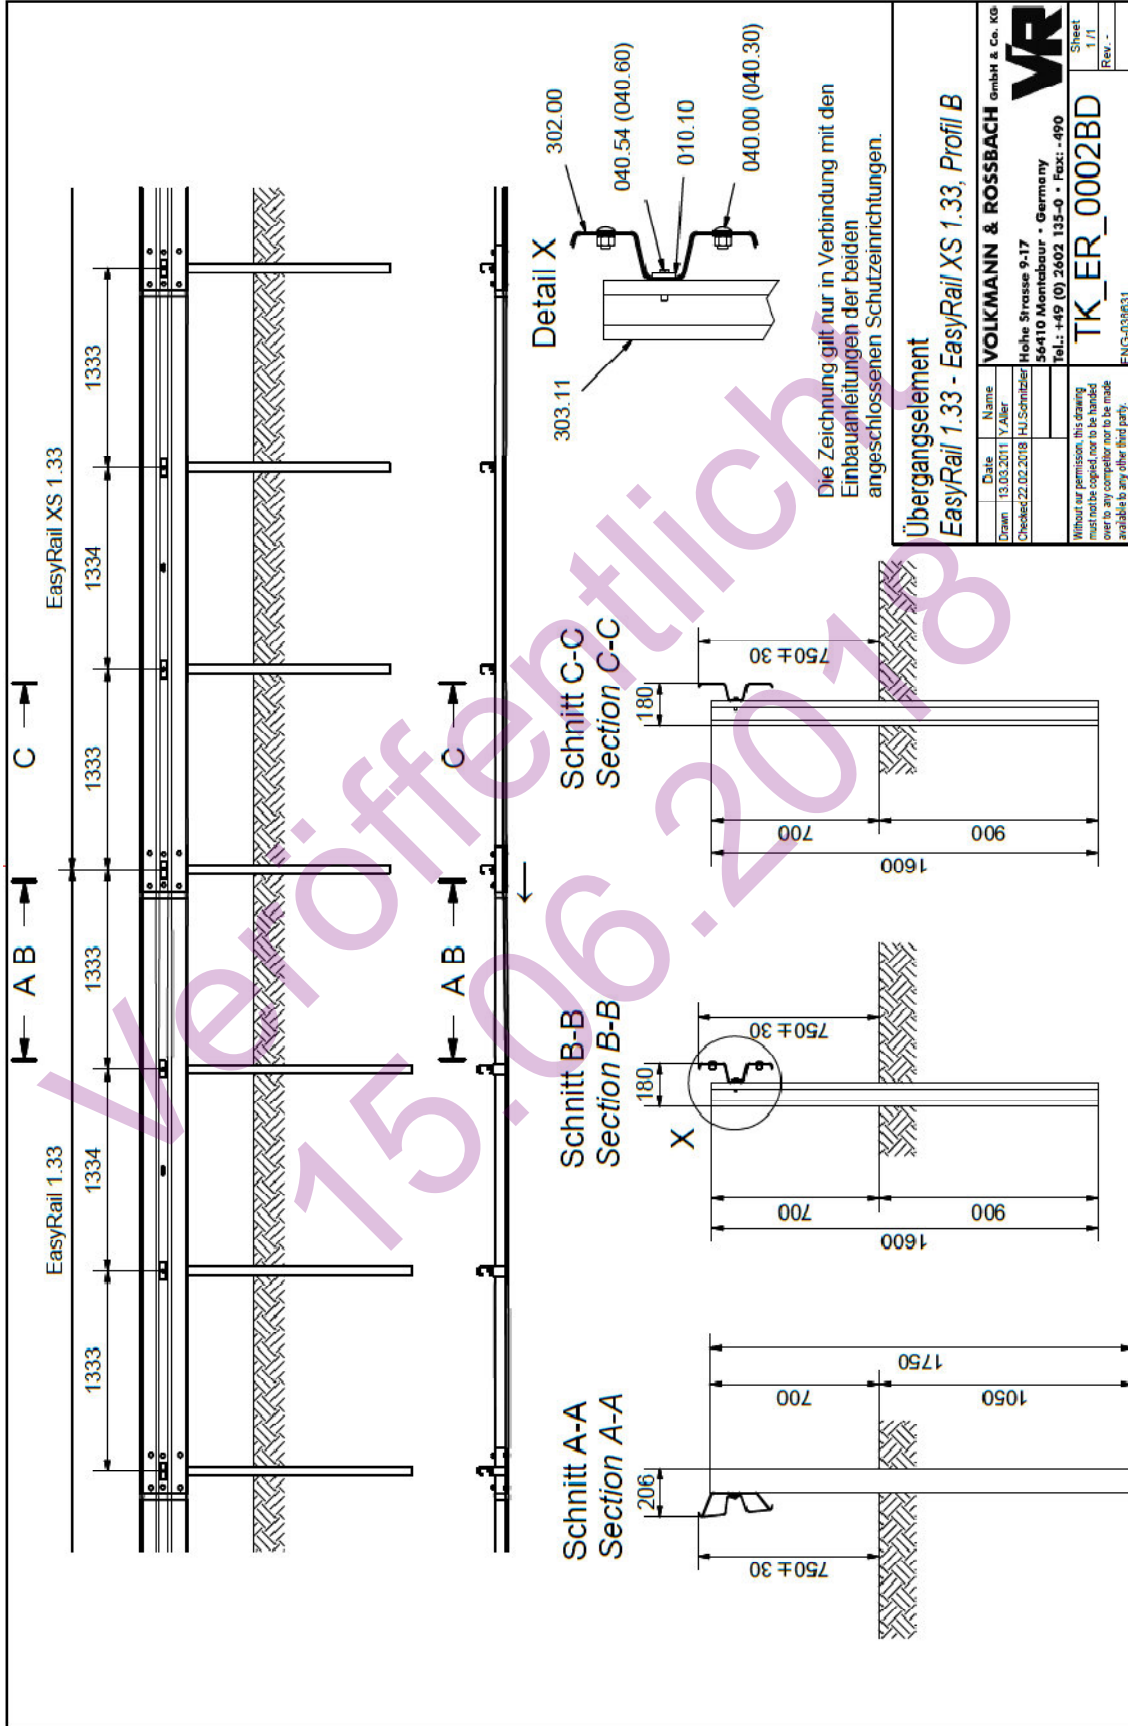 C
A B
EasyRail 1.33
EasyRail XS 1.33
1333
1334
1333
1333
1333
1334
1333
A B
C
Schnitt A-A
Section A-A
206
750±30
700
1050
1750
Schnitt B-B
Section B-B
180
X
750±30
700
900
1600
Schnitt C-C
Section C-C
180
750±30
700
900
1600
Detail X
303.11
302.00
040.54 (040.60)
010.10
040.00 (040.30)
Die Zeichnung gilt nur in Verbindung mit den
Einbauanleitungen der beiden
angeschlossenen Schutzeinrichtungen.
Übergangselement
EasyRail 1.33 - EasyRail XS 1.33, Profil B
Date Name
Drawn 13.03.2011 Y.Aller
Checked 22.02.2018 HJ.Schnitzler
VOLKMANN & ROSSBACH GmbH & Co. KG
Hohe Strasse 9-17
56410 Montabaur • Germany
Tel.: +49 (0) 2602 135-0 • Fax: -490
VR
Without our permission, this drawing
must not be copied, nor to be handed
over to any competitor nor to be made
available to any other third party.
TK_ER_0002BD
ENG-038631
Sheet
1 / 1
Rev. -
Veröffentlicht
15.06.2018